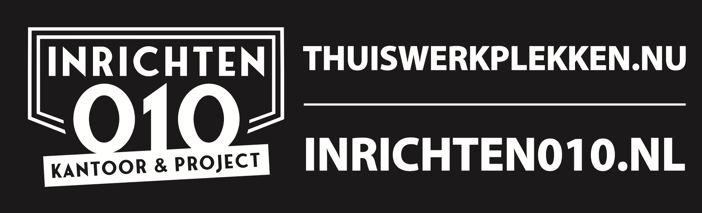 INRICHTEN
010
KANTOOR & PROJECT
THUISWERKPLEKKEN.NU
INRICHTEN010.NL